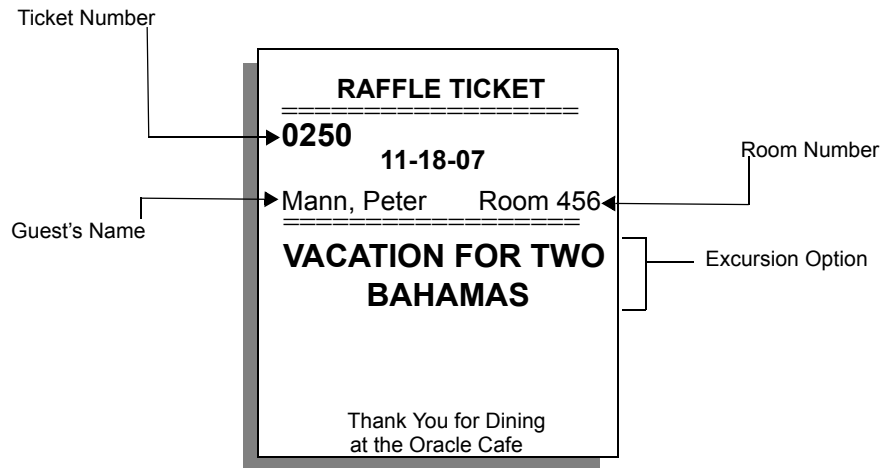 Ticket Number
RAFFLE TICKET
==================
0250
11-18-07
Room Number
Mann, Peter Room 456
==================
Guest's Name
VACATION FOR TWO
BAHAMAS
Excursion Option
Thank You for Dining
at the Oracle Cafe